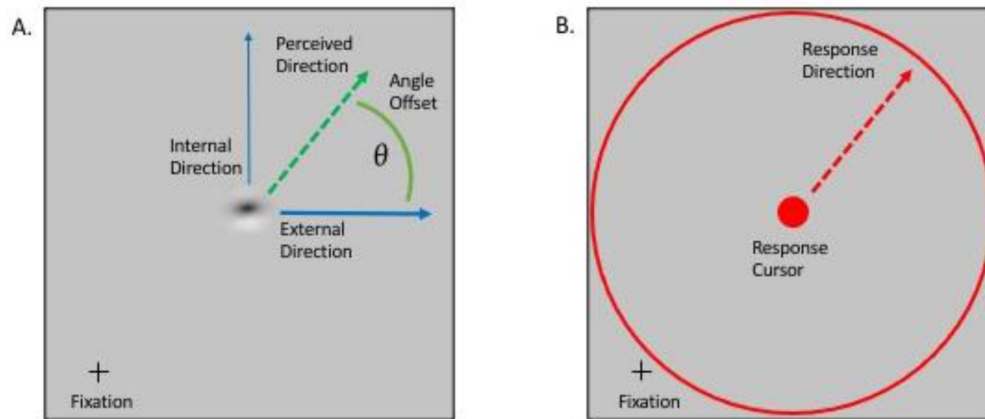 A.
Perceived
Direction
Angle
Offset
Internal
Direction
θ
External
Direction
Fixation
B.
Response
Direction
Response
Cursor
Fixation